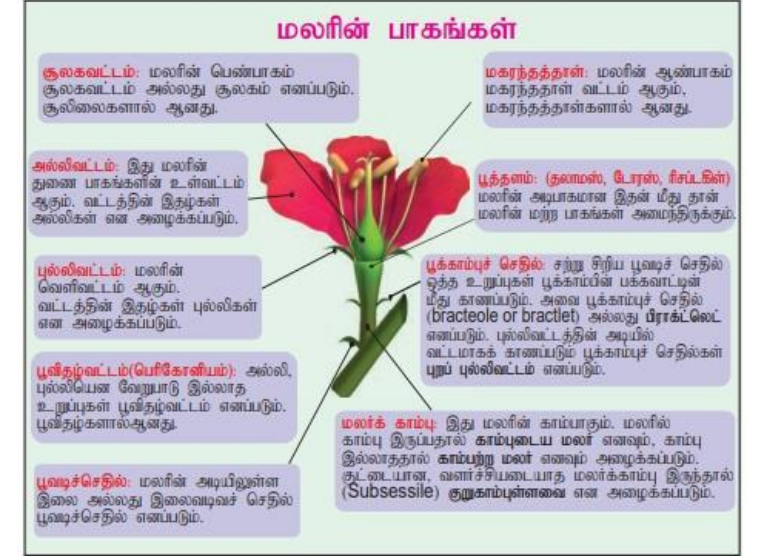 மலரின் பாகங்கள்
சூலகவட்டம்: மலரின் பெண்பாகம்
சூலகவட்டம் அல்லது சூலகம் எனப்படும்.
சூலிலைகளால் ஆனது.
மகரந்தத்தாள்: மலரின் ஆண்பாகம்
மகரந்ததாள் வட்டம் ஆகும்,
மகரந்தத்தாள்களால் ஆனது.
அல்லிவட்டம்: இது மலரின்
துணை பாகங்களின் உள்வட்டம்
ஆகும். வட்டத்தின் இதழ்கள்
அல்லிகள் என அழைக்கப்படும்.
பூத்தளம்: (தலாமஸ், டோரஸ், ரிசப்டகிள்)
மலரின் அடிபாகமான இதன் மீது தான்
மலரின் மற்ற பாகங்கள் அமைந்திருக்கும்.
புல்லிவட்டம்: மலரின்
வெளிவட்டம் ஆகும்.
வட்டத்தின் இதழ்கள் புல்லிகள்
என அழைக்கப்படும்.
பூக்காம்புச் செதில்: சற்று சிறிய பூவடிச் செதில்
ஒத்த உறுப்புகள் பூக்காம்பின் பக்கவாட்டின்
மீது காணப்படும். அவை பூக்காம்புச் செதில்
(bracteole or bractlet) அல்லது பிராக்ட்லெட்
எனப்படும். புல்லிவட்டத்தின் அடியில்
வட்டமாகக் காணப்படும் பூக்காம்புச் செதில்கள்
புறப் புல்லிவட்டம் எனப்படும்.
பூவிதழ்வட்டம்(பெரிகோனியம்): அல்லி,
புல்லியென வேறுபாடு இல்லாத
உறுப்புகள் பூவிதழ்வட்டம் எனப்படும்.
பூவிதழ்களாலுஆனது.
மலர்க் காம்பு: இது மலரின் காம்பாகும். மலரில்
காம்பு இருப்பதால் காம்புடைய மலர் எனவும், காம்பு
இல்லாததால் காம்பற்ற மலர் எனவும் அழைக்கப்படும்.
குட்டையான, வளர்ச்சியடையாத மலர்க்காம்பு இருந்தால்
(Subsessile) குறுகாம்புள்ளவை என அழைக்கப்படும்.
பூவடிச்செதில்: மலரின் அடியிலுள்ள
இலை அல்லது இலைவடிவச் செதில்
பூவடிச்செதில் எனப்படும்.